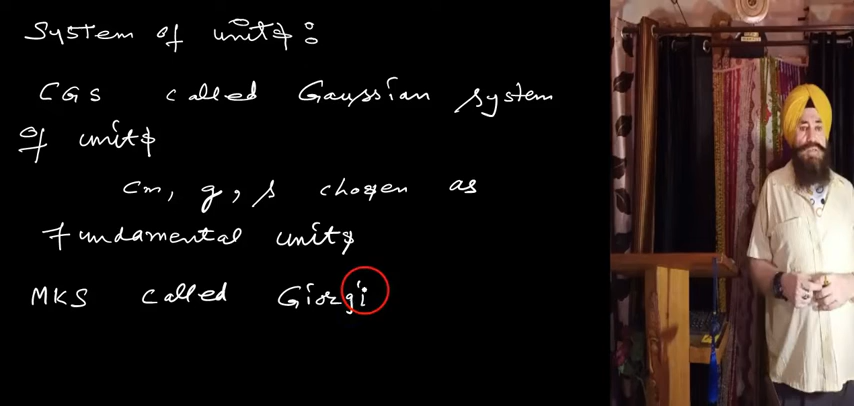 System of units :
CGS called Gaussian system
of units
cm, g, s chosen as
fundamental units
MKS called Giorgi